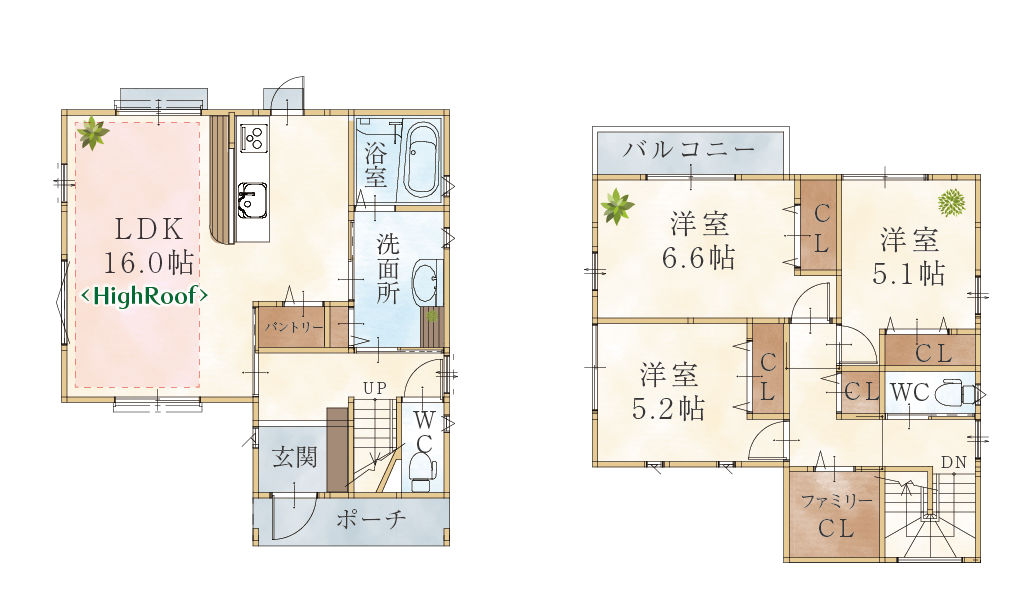 LDK
16.0帖
<HighRoof>
浴室
洗面所
パントリー
UP
WC
玄関
ポーチ
バルコニー
洋室
6.6帖
CL
洋室
5.1帖
洋室
5.2帖
CL
CL
CL
WC
DN
ファミリー
CL